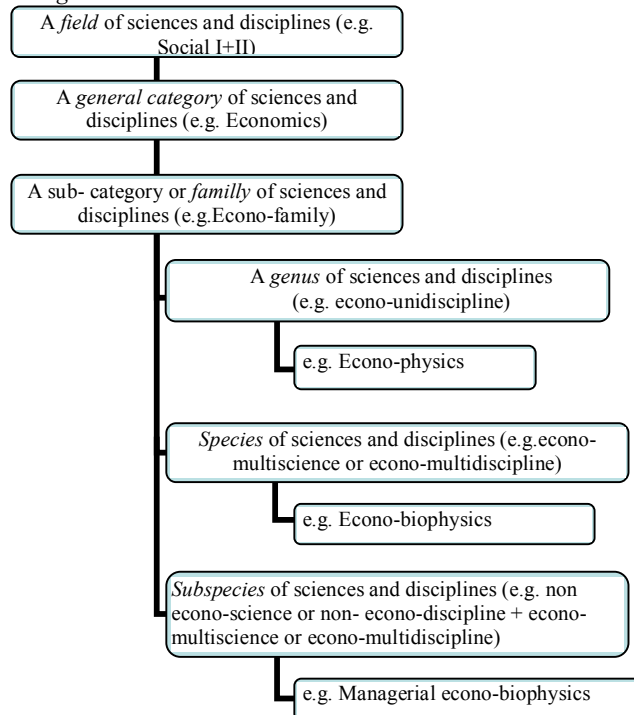 A field of sciences and disciplines (e.g.
Social I+II)
A general category of sciences and
disciplines (e.g. Economics)
A sub- category or familly of sciences and
disciplines (e.g.Econo-family)
A genus of sciences and disciplines
(e.g. econo-unidiscipline)
e.g. Econo-physics
Species of sciences and disciplines (e.g.econo-
multiscience or econo-multidiscipline)
e.g. Econo-biophysics
Subspecies of sciences and disciplines (e.g. non
econo-science or non- econo-discipline + econo-
multiscience or econo-multidiscipline)
e.g. Managerial econo-biophysics